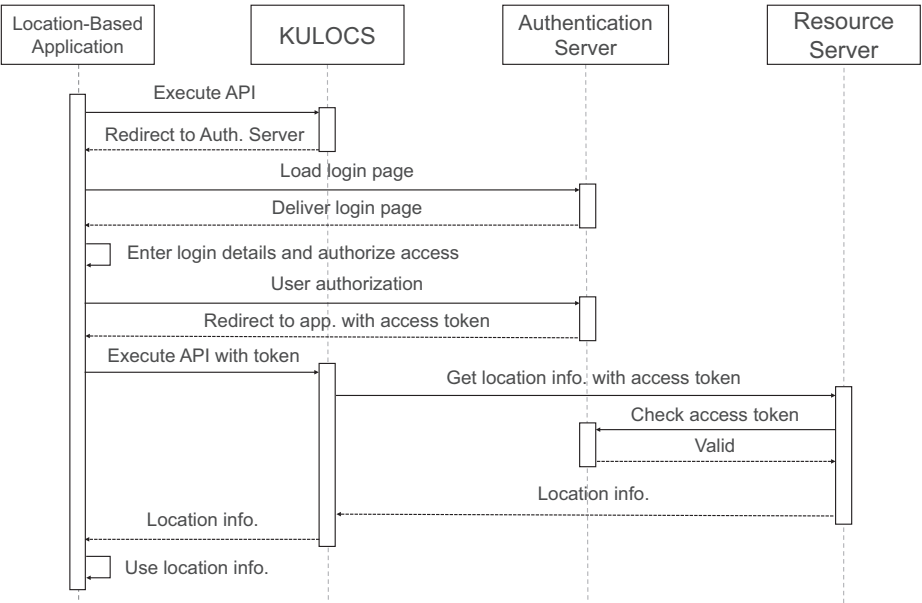 Location-Based
Application
KULOCS
Authentication
Server
Resource
Server
Execute API
Redirect to Auth. Server
Load login page
Deliver login page
Enter login details and authorize access
User authorization
Redirect to app. with access token
Execute API with token
Get location info. with access token
Check access token
Valid
Location info.
Location info.
Use location info.